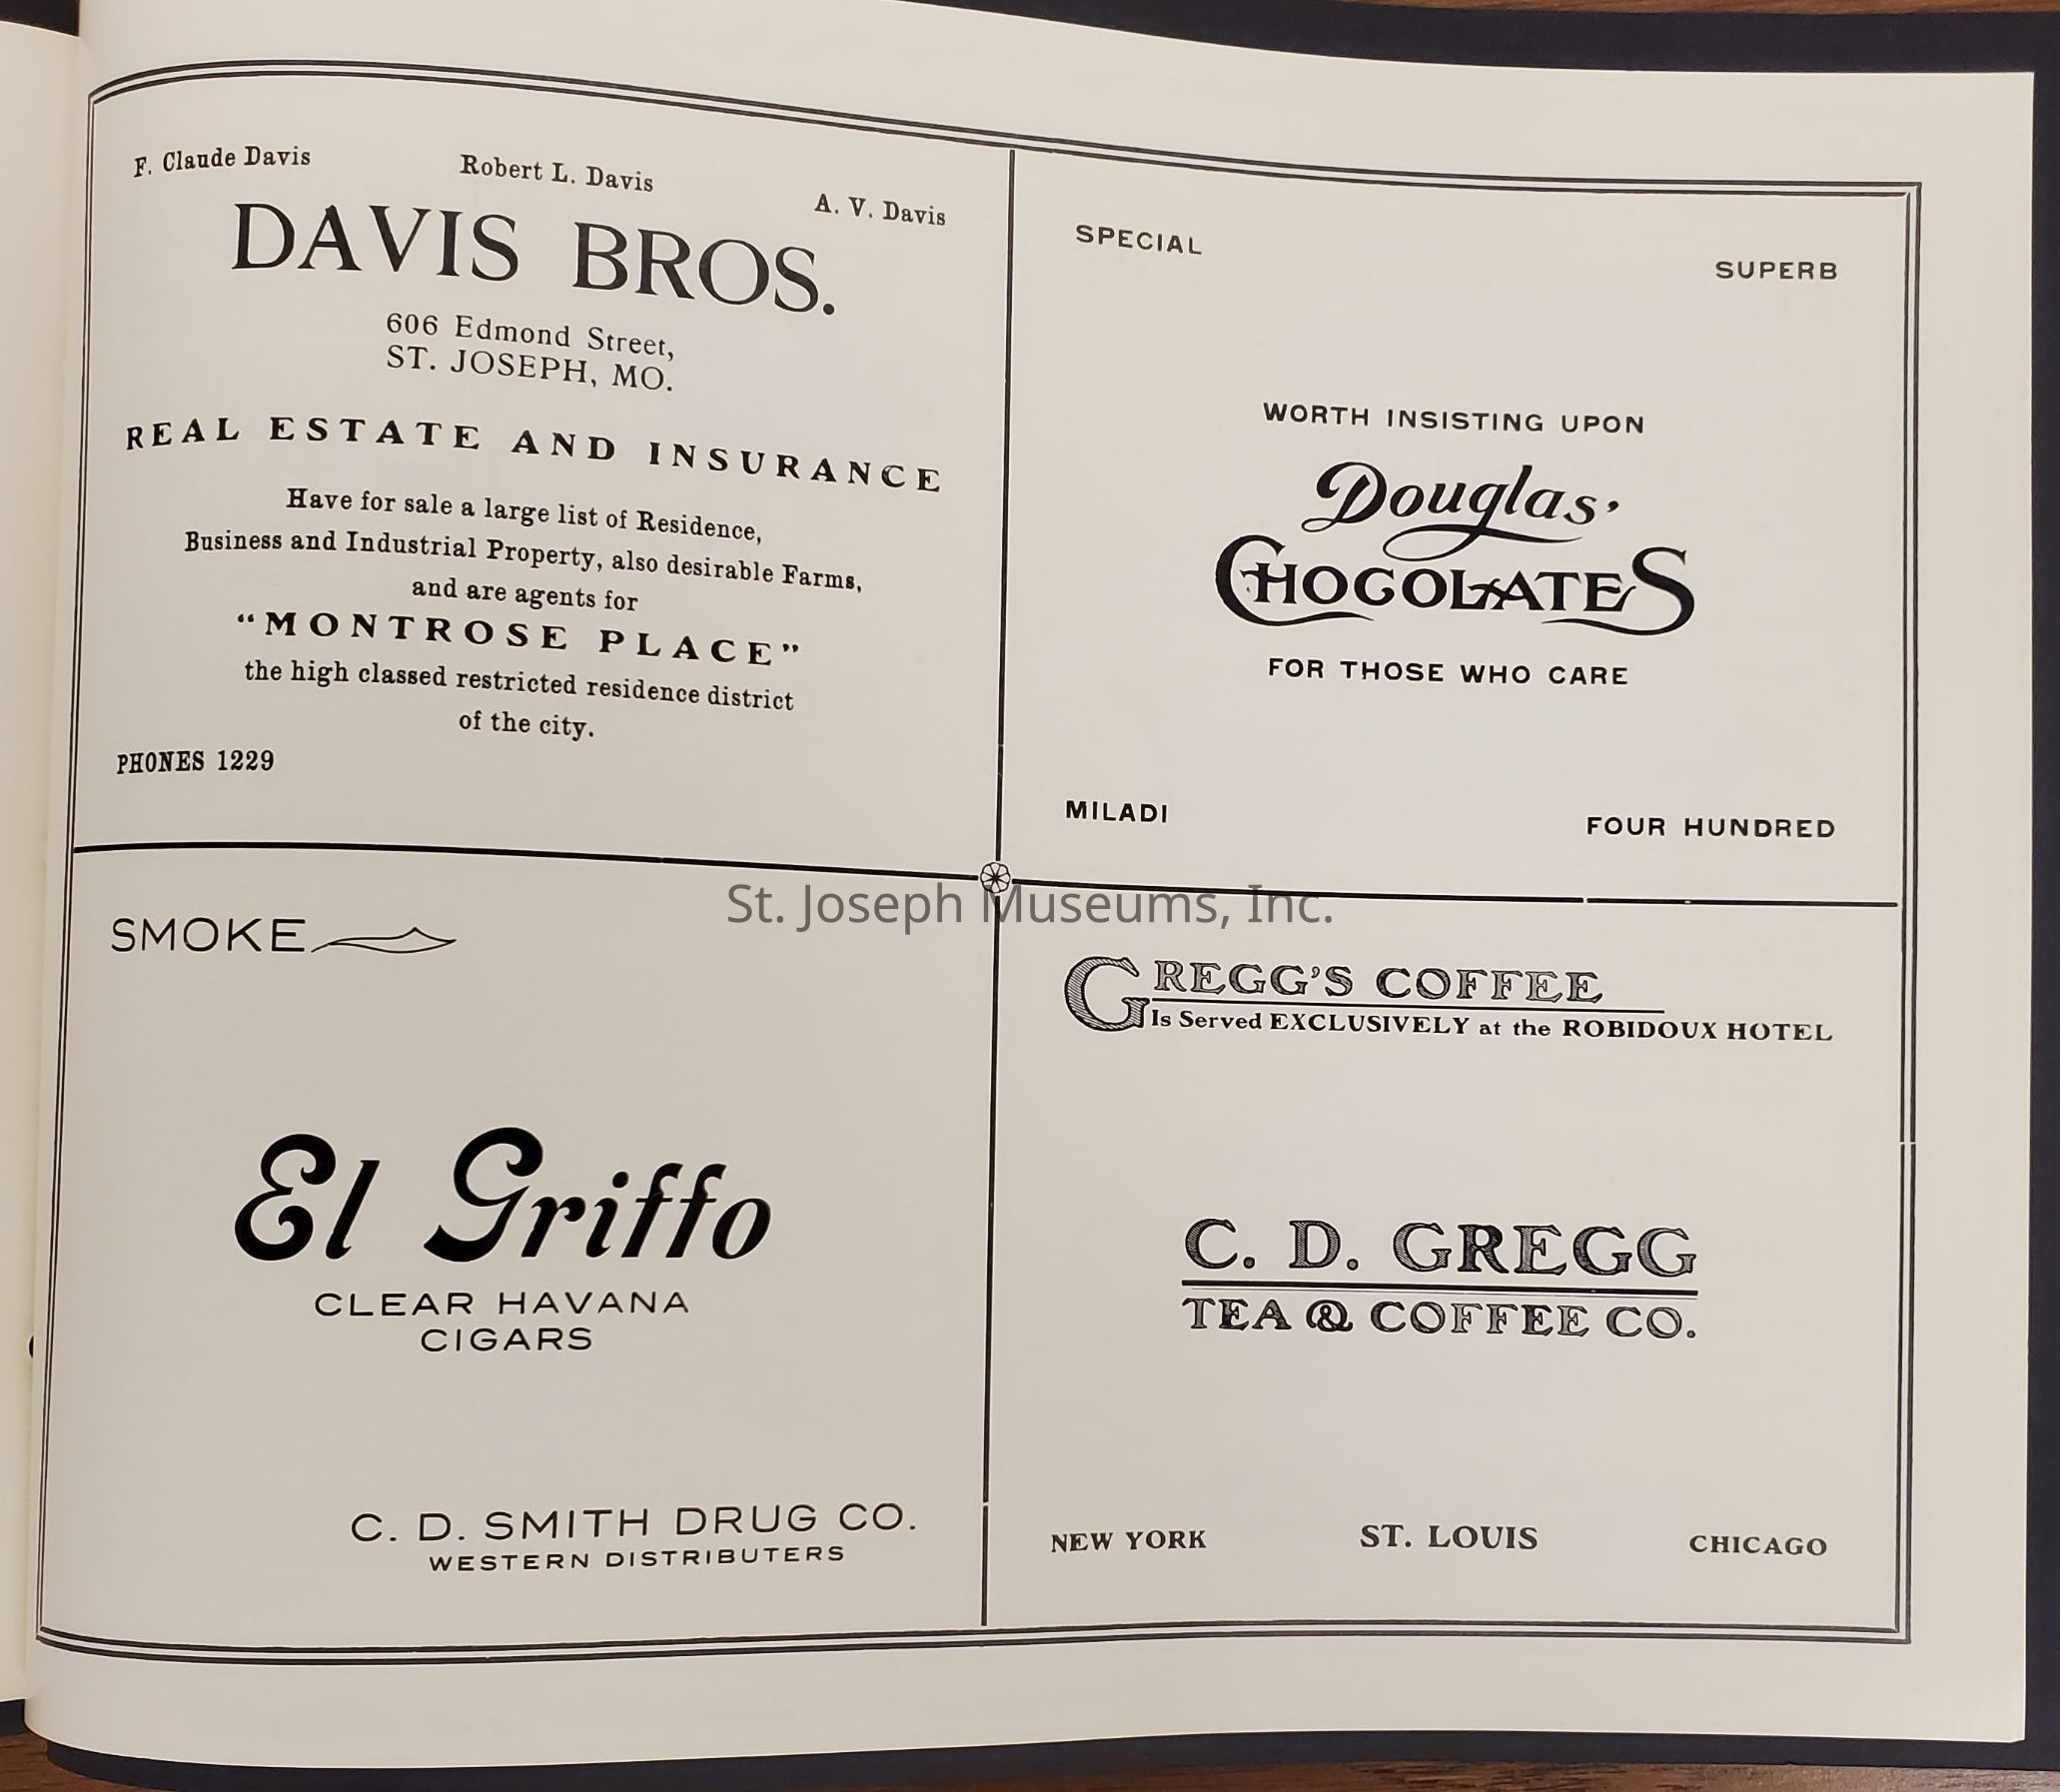 F. Claude Davis Robert L. Davis A. V. Davis
DAVIS BROS.
606 Edmond Street,
ST. JOSEPH, MO.
REAL ESTATE AND INSURANCE
Have for sale a large list of Residence,
Business and Industrial Property, also desirable Farms,
and are agents for
“MONTROSE PLACE”
the high classed restricted residence district
of the city.
PHONES 1229
SPECIAL SUPERB
WORTH INSISTING UPON
Douglas'
CHOCOLATES
FOR THOSE WHO CARE
MILADI FOUR HUNDRED
St. Joseph Museums, Inc.
SMOKE
El Griffo
CLEAR HAVANA
CIGARS
C. D. SMITH DRUG CO.
WESTERN DISTRIBUTERS
GREGG'S COFFEE
Is Served EXCLUSIVELY at the ROBIDOUX HOTEL
C. D. GREGG
TEA & COFFEE CO.
NEW YORK ST. LOUIS CHICAGO